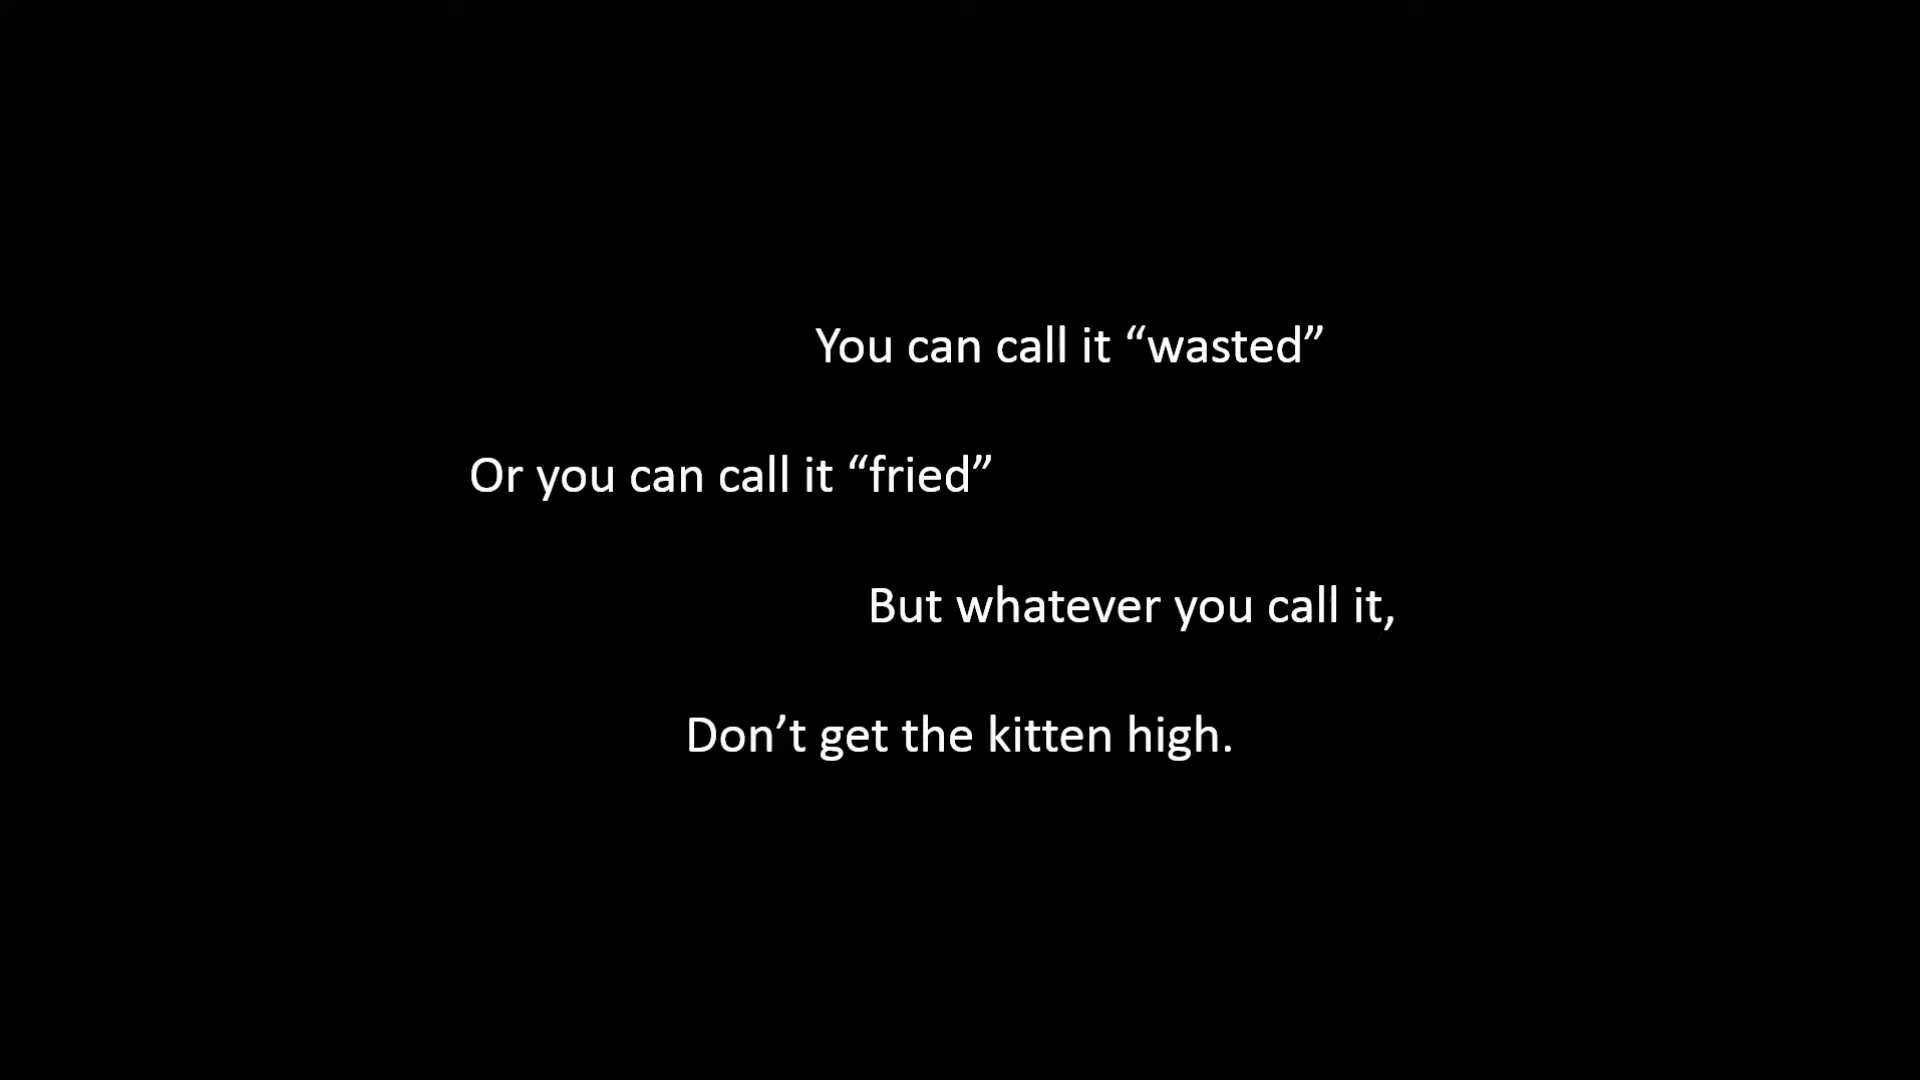 You can call it “wasted”
Or you can call it “fried”
But whatever you call it,
Don’t get the kitten high.